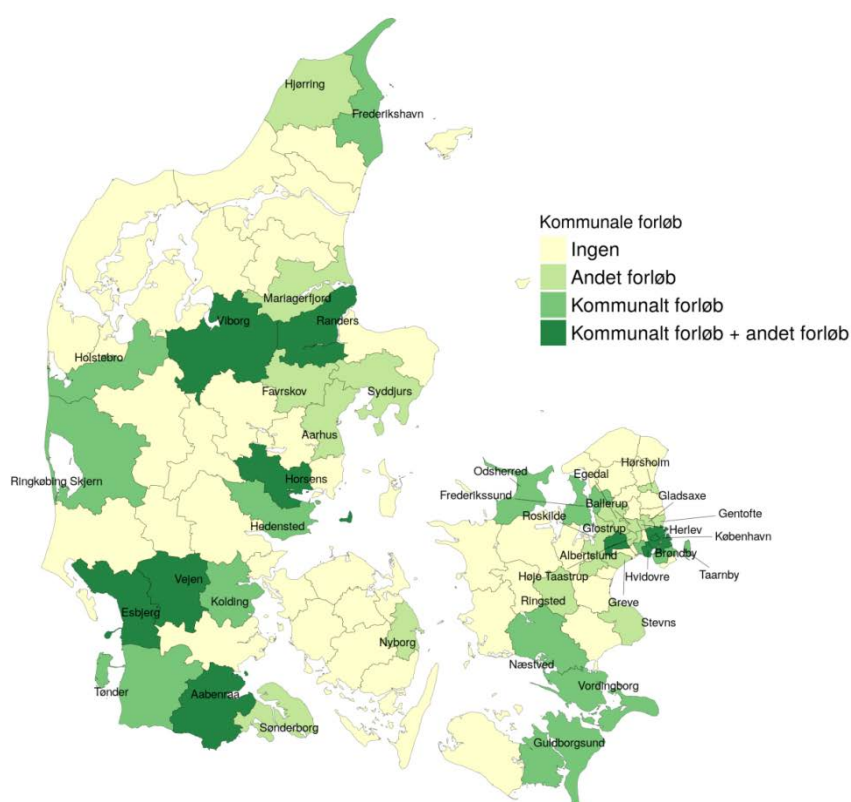 Hjørring
Frederikshavn
Kommunale forløb
Ingen
Andet forløb
Kommunalt forløb
Kommunalt forløb + andet forløb
Mariagerfjord
Viborg
Randers
Holstebro
Favrskov
Syddjurs
Aarhus
Ringkøbing Skjern
Horsens
Hedensted
Odsherred
Egedal
Hørsholm
Frederikssund
Ballerup
Gladsaxe
Roskilde
Gentofte
Glostrup
Herlev
København
Albertslund
Brøndby
Taarnby
Høje Taastrup
Hvidovre
Ringsted
Greve
Stevns
Vejen
Kolding
Esbjerg
Nyborg
Næstved
Tønder
Aabenraa
Vordingborg
Sønderborg
Guldborgsund